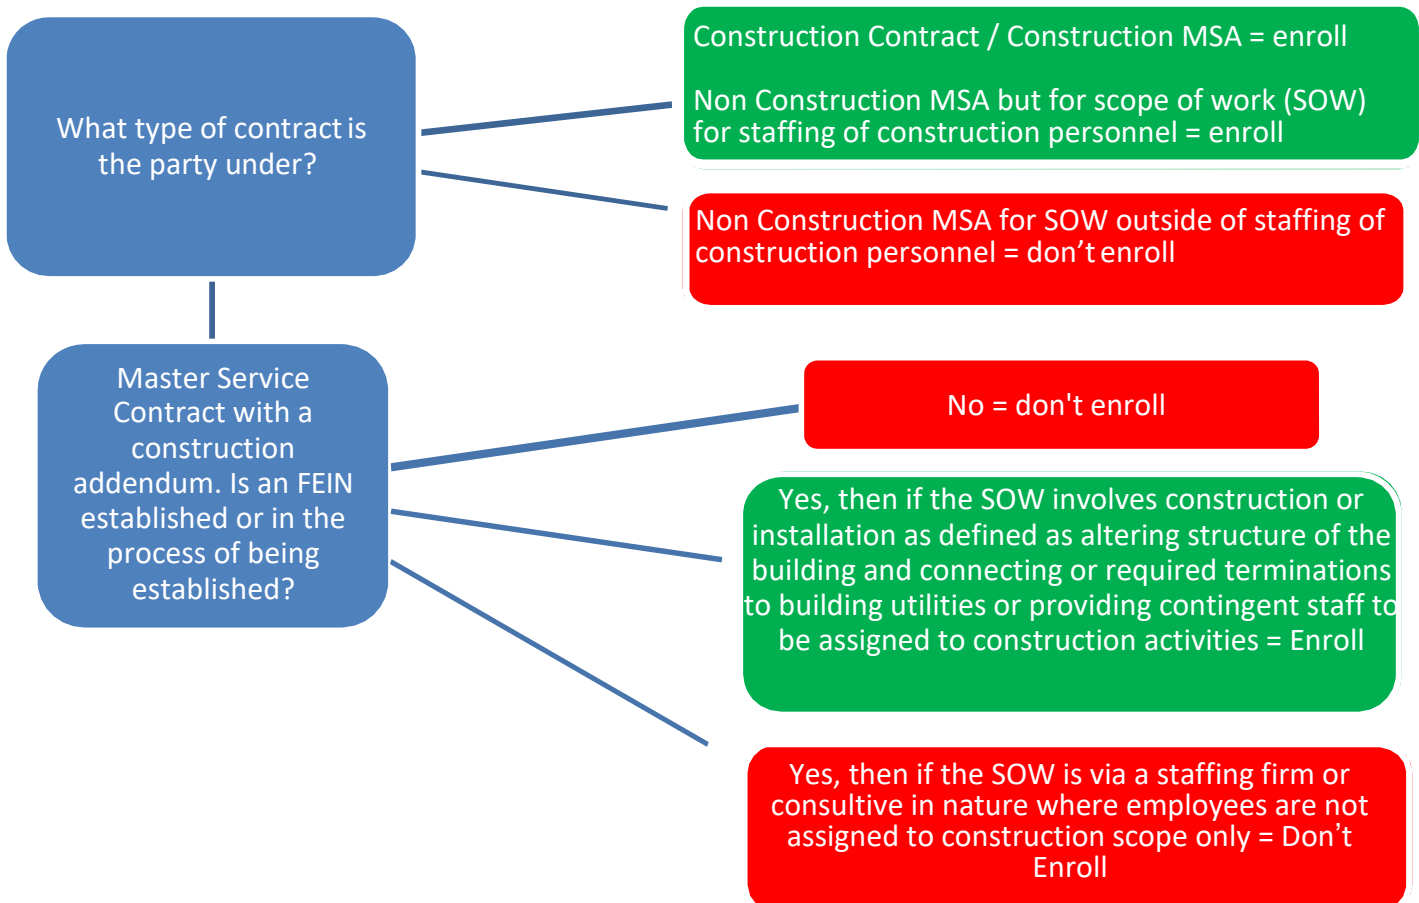 What type of contract is
the party under?
Construction Contract / Construction MSA = enroll
Non Construction MSA but for scope of work (SOW)
for staffing of construction personnel = enroll
Non Construction MSA for SOW outside of staffing of
construction personnel = don’t enroll
Master Service
Contract with a
construction
addendum. Is an FEIN
established or in the
process of being
established?
No = don't enroll
Yes, then if the SOW involves construction or
installation as defined as altering structure of the
building and connecting or required terminations
to building utilities or providing contingent staff to
be assigned to construction activities = Enroll
Yes, then if the SOW is via a staffing firm or
consultive in nature where employees are not
assigned to construction scope only = Don’t
Enroll